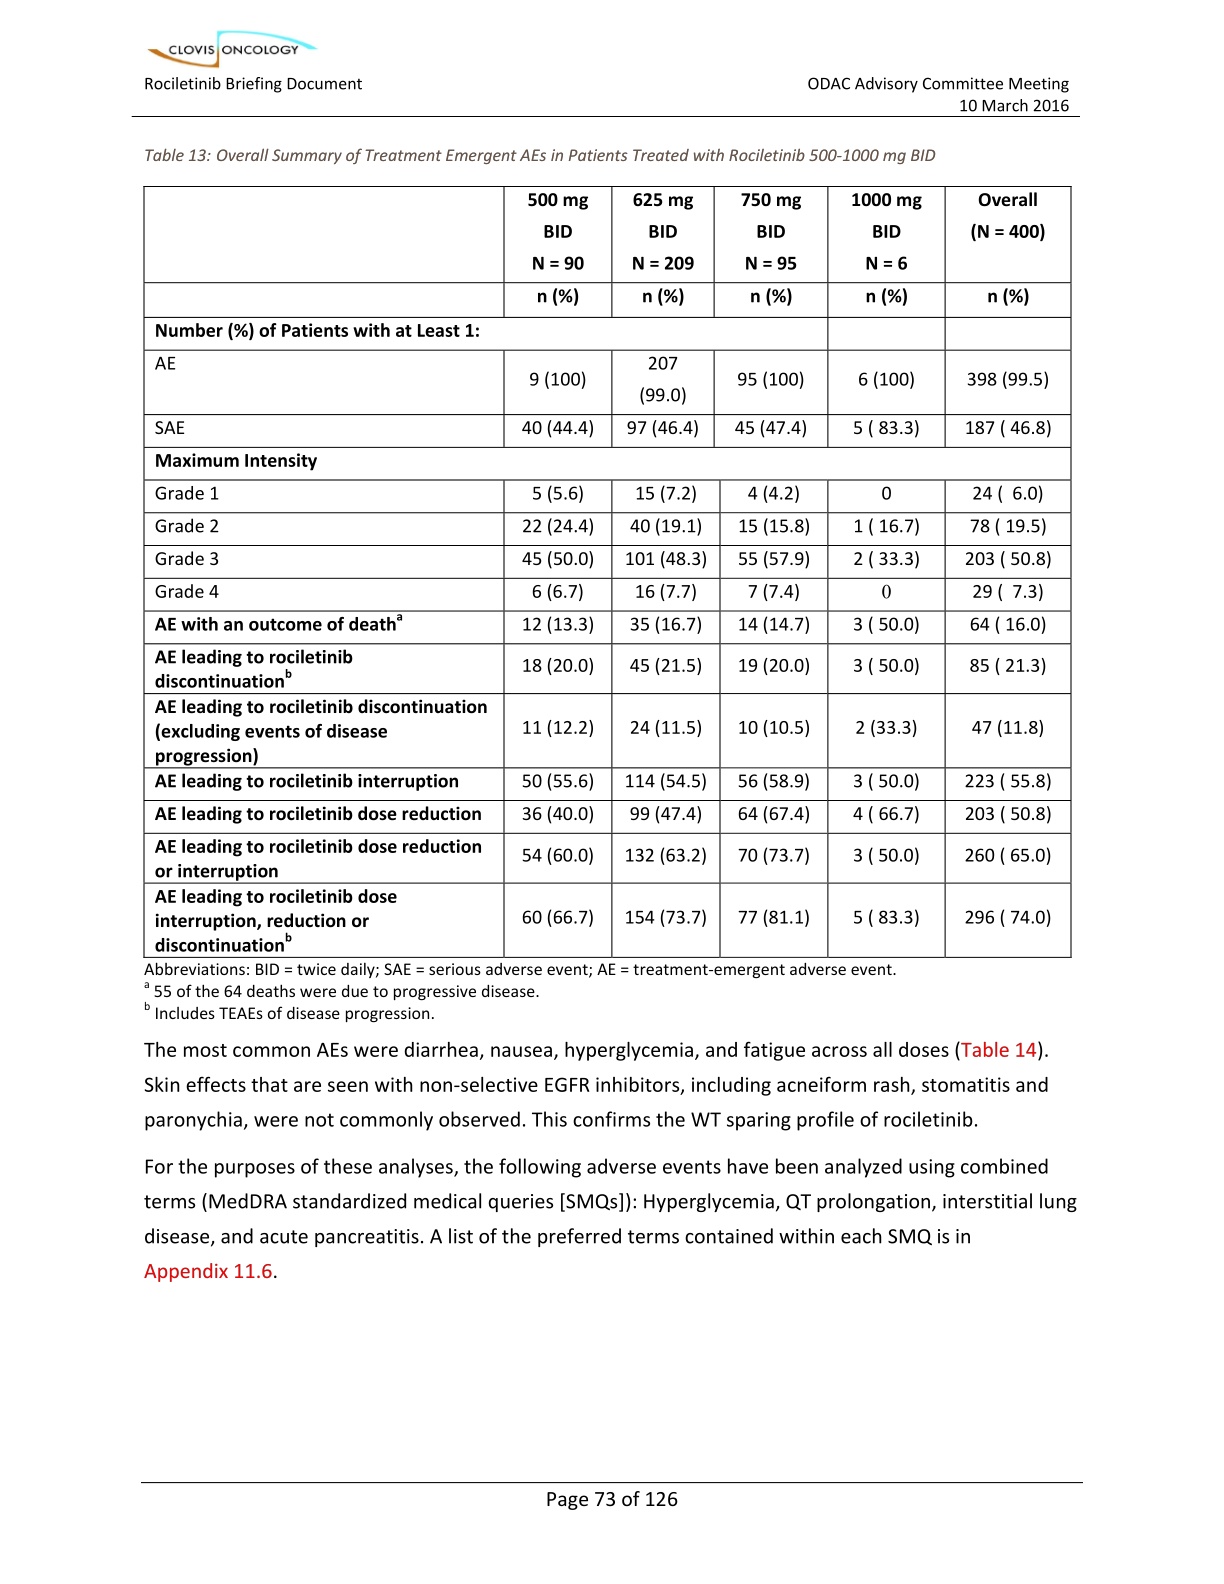 CLOVIS ONCOLOGY
Rociletinib Briefing Document ODAC Advisory Committee Meeting
10 March 2016
Table 13: Overall Summary of Treatment Emergent AEs in Patients Treated with Rociletinib 500-1000 mg BID
500 mg 625 mg 750 mg 1000 mg Overall
BID BID BID BID (N = 400)
N = 90 N = 209 N = 95 N = 6
n (%) n (%) n (%) n (%) n (%)
Number (%) of Patients with at Least 1:
AE 9 (100) 207 (99.0) 95 (100) 6 (100) 398 (99.5)
SAE 40 (44.4) 97 (46.4) 45 (47.4) 5 ( 83.3) 187 ( 46.8)
Maximum Intensity
Grade 1 5 (5.6) 15 (7.2) 4 (4.2) 0 24 ( 6.0)
Grade 2 22 (24.4) 40 (19.1) 15 (15.8) 1 ( 16.7) 78 ( 19.5)
Grade 3 45 (50.0) 101 (48.3) 55 (57.9) 2 ( 33.3) 203 ( 50.8)
Grade 4 6 (6.7) 16 (7.7) 7 (7.4) 0 29 ( 7.3)
AE with an outcome of death^a 12 (13.3) 35 (16.7) 14 (14.7) 3 ( 50.0) 64 ( 16.0)
AE leading to rociletinib
discontinuation^b 18 (20.0) 45 (21.5) 19 (20.0) 3 ( 50.0) 85 ( 21.3)
AE leading to rociletinib discontinuation
(excluding events of disease
progression) 11 (12.2) 24 (11.5) 10 (10.5) 2 (33.3) 47 (11.8)
AE leading to rociletinib interruption 50 (55.6) 114 (54.5) 56 (58.9) 3 ( 50.0) 223 ( 55.8)
AE leading to rociletinib dose reduction 36 (40.0) 99 (47.4) 64 (67.4) 4 ( 66.7) 203 ( 50.8)
AE leading to rociletinib dose reduction
or interruption 54 (60.0) 132 (63.2) 70 (73.7) 3 ( 50.0) 260 ( 65.0)
AE leading to rociletinib dose
interruption, reduction or
discontinuation^b 60 (66.7) 154 (73.7) 77 (81.1) 5 ( 83.3) 296 ( 74.0)
Abbreviations: BID = twice daily; SAE = serious adverse event; AE = treatment-emergent adverse event.
^a 55 of the 64 deaths were due to progressive disease.
^b Includes TEAEs of disease progression.
The most common AEs were diarrhea, nausea, hyperglycemia, and fatigue across all doses (Table 14).
Skin effects that are seen with non-selective EGFR inhibitors, including acneiform rash, stomatitis and
paronychia, were not commonly observed. This confirms the WT sparing profile of rociletinib.
For the purposes of these analyses, the following adverse events have been analyzed using combined
terms (MedDRA standardized medical queries [SMQs]): Hyperglycemia, QT prolongation, interstitial lung
disease, and acute pancreatitis. A list of the preferred terms contained within each SMQ is in
Appendix 11.6.
Page 73 of 126